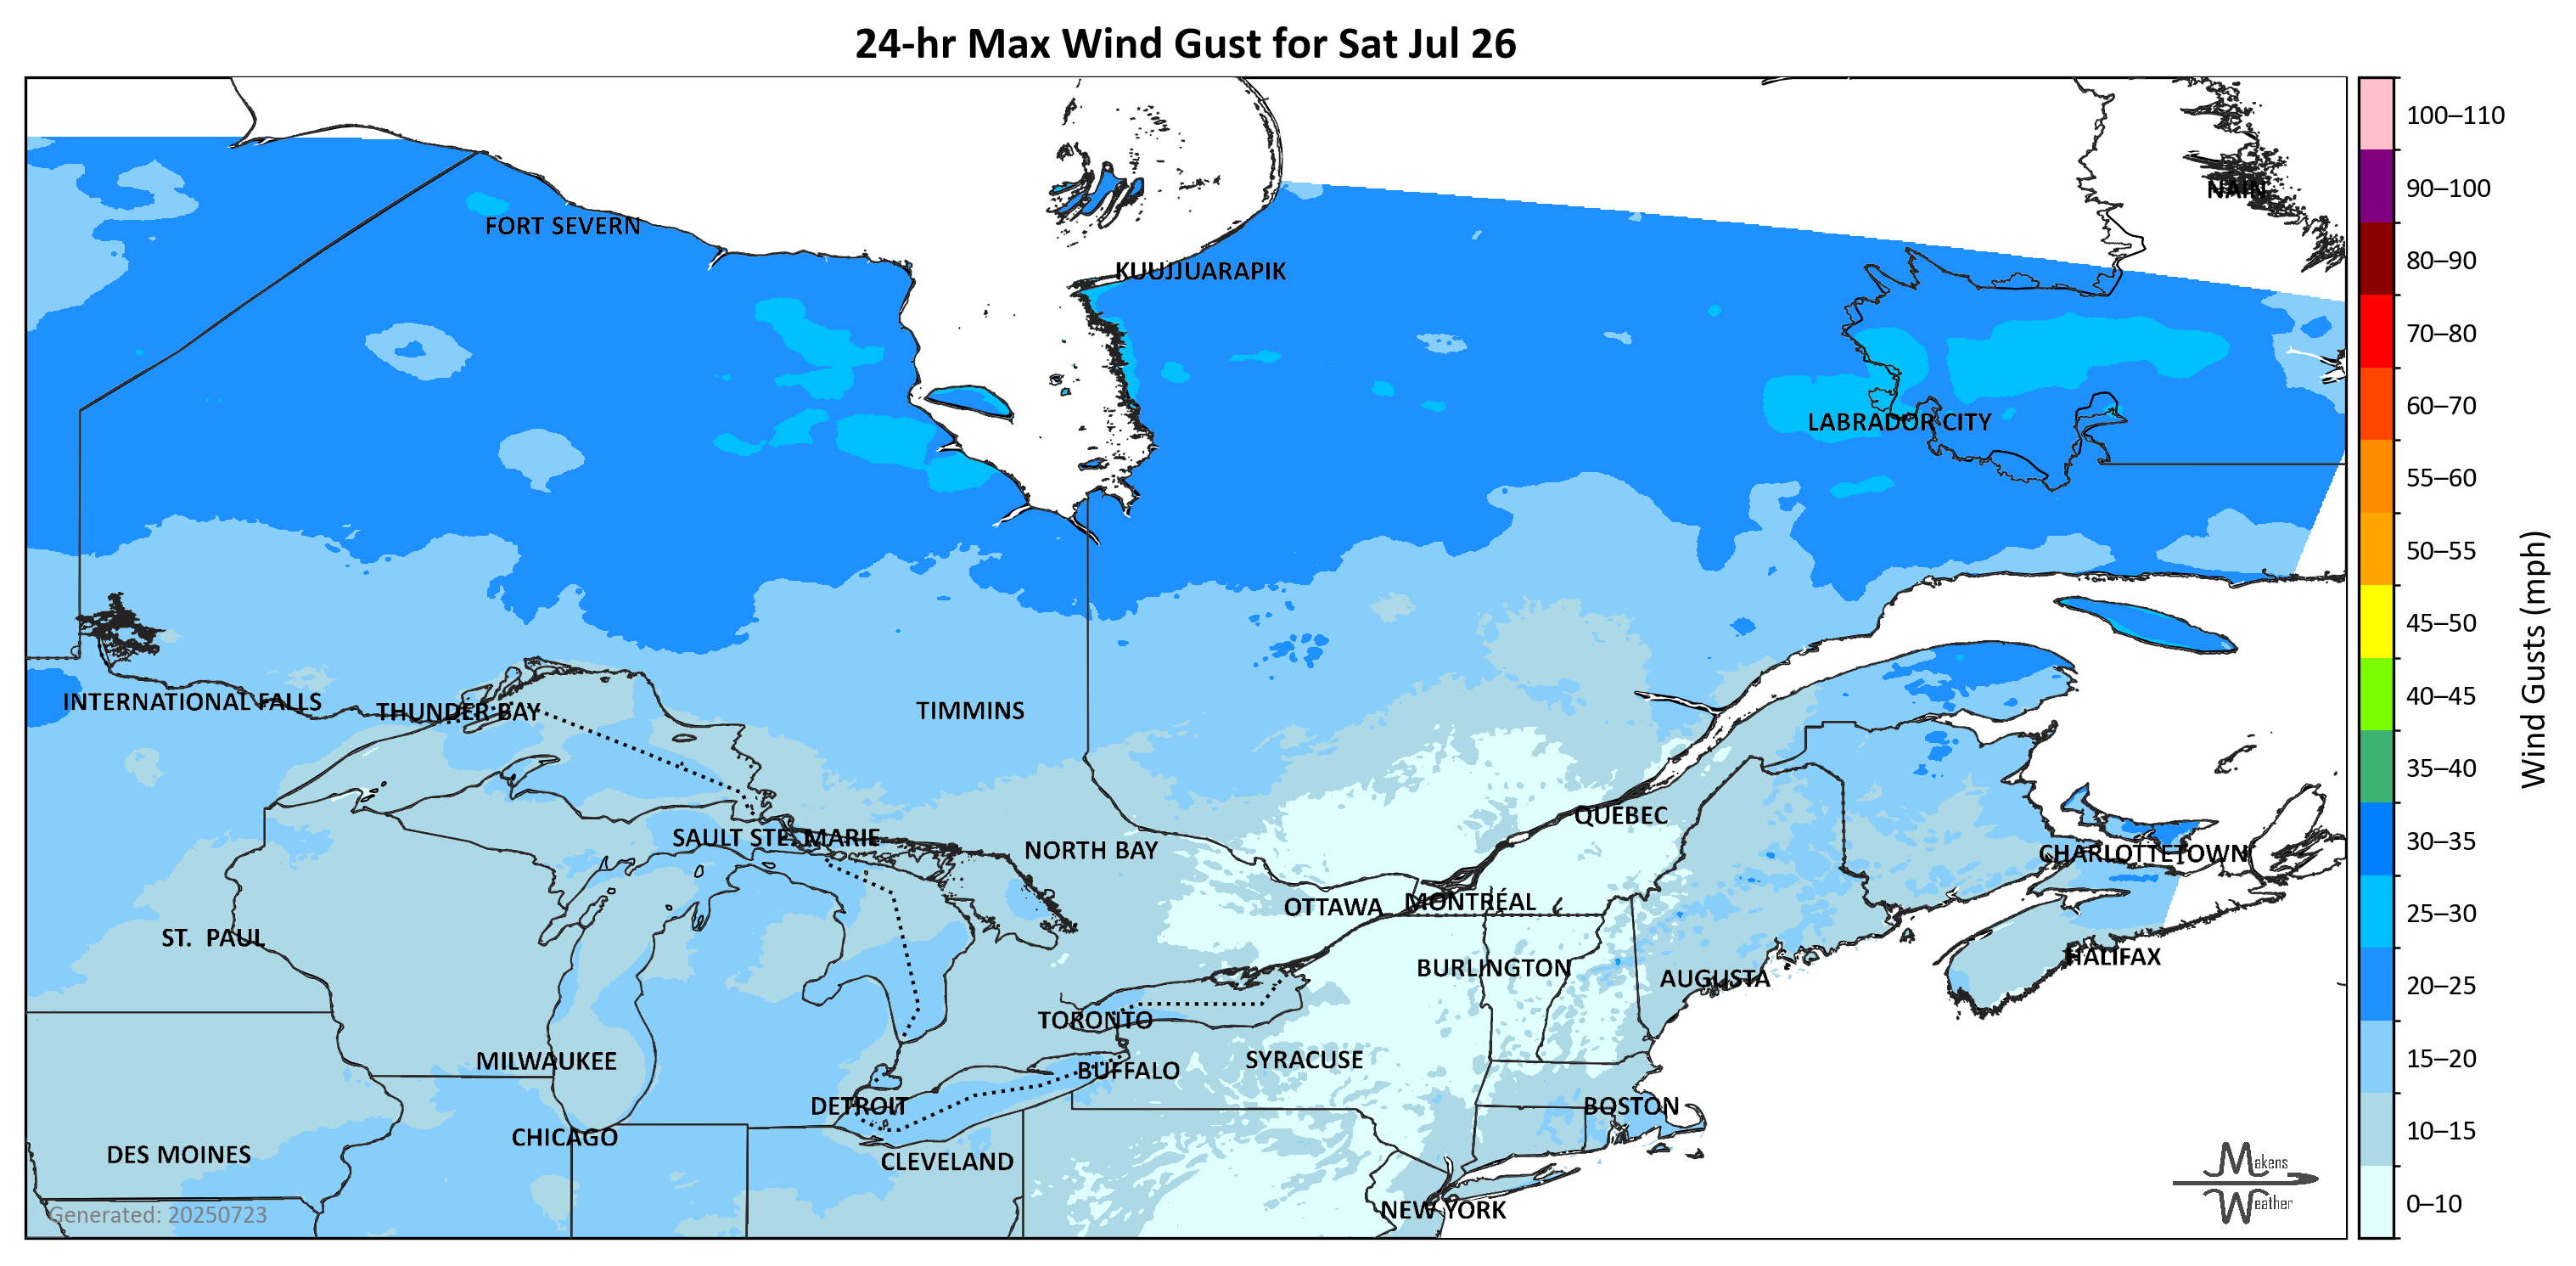 24-hr Max Wind Gust for Sat Jul 26
100–110
90–100
NAIN
FORT SEVERN
80–90
KUUJJUARAPIK
70–80
60–70
LABRADOR CITY
55–60
50–55
45–50
Wind Gusts (mph)
INTERNATIONAL FALLS
THUNDER BAY
TIMMINS
40–45
35–40
QUEBEC
SAULT STE. MARIE
30–35
NORTH BAY
CHARLOTTETOWN
OTTAWA
MONTRÉAL
25–30
ST. PAUL
HALIFAX
BURLINGTON
AUGUSTA
20–25
TORONTO
MILWAUKEE
SYRACUSE
15–20
BUFFALO
DETROIT
BOSTON
10–15
CHICAGO
DES MOINES
CLEVELAND
Makens
Weather
NEW YORK
0–10
Generated: 20250723